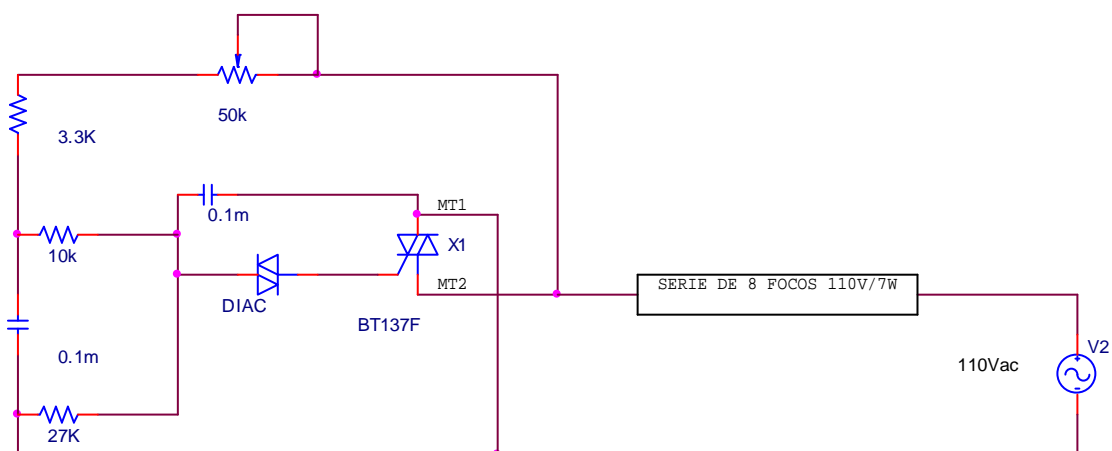 50k
3.3K
MT1
0.1m
X1
10k
MT2
SERIE DE 8 FOCOS 110V/7W
DIAC
BT137F
V2
0.1m
110Vac
27K